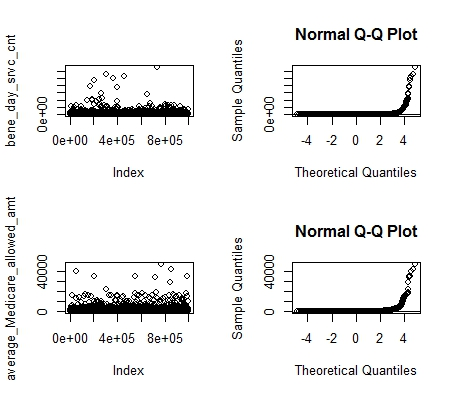 bene_day_srvc_cnt
0e+00
0e+00 4e+05 8e+05
Index
Normal Q-Q Plot
Sample Quantiles
0e+00
-4 -2 0 2 4
Theoretical Quantiles
average_Medicare_allowed_amt
0 40000
0e+00 4e+05 8e+05
Index
Normal Q-Q Plot
Sample Quantiles
0 40000
-4 -2 0 2 4
Theoretical Quantiles